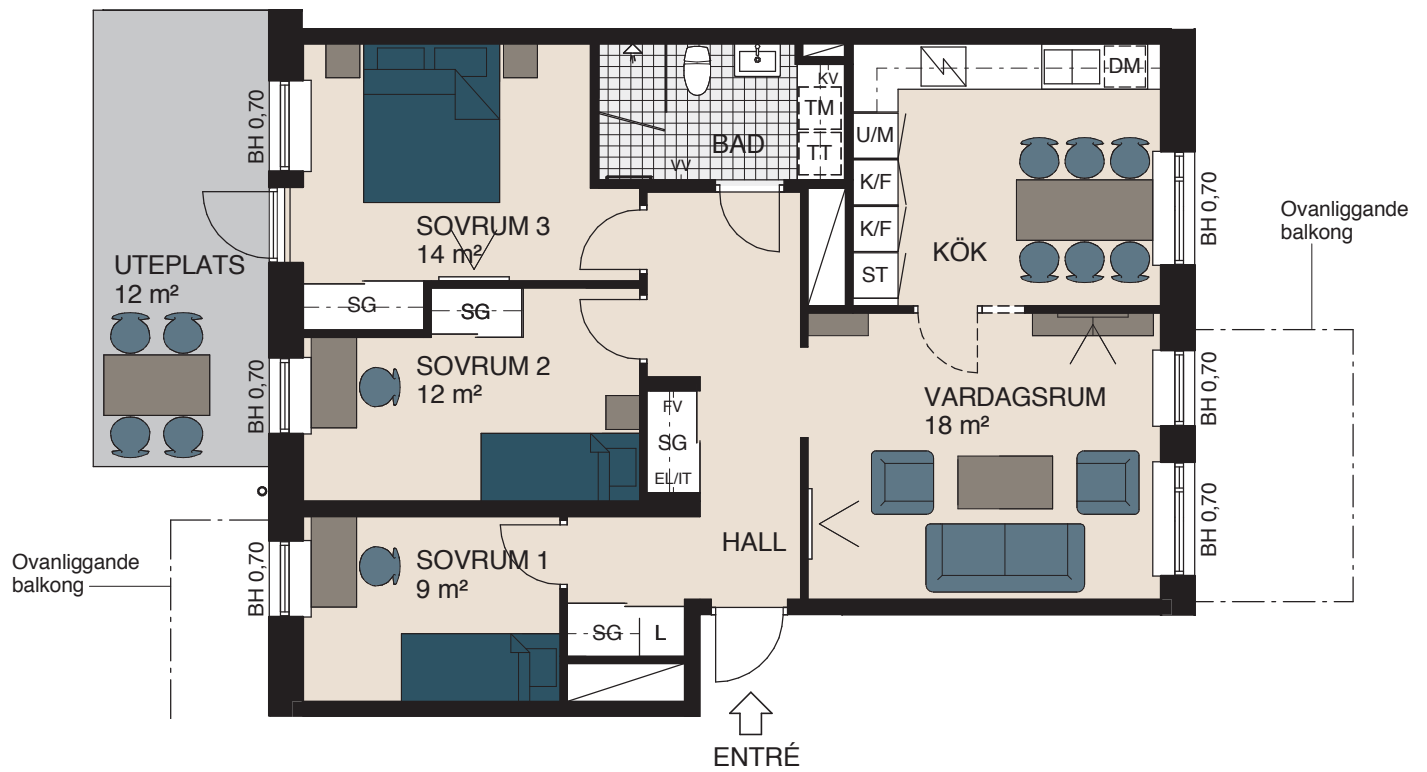 BH 0,70
UTEPLATS
12 m²
SOVRUM 3
14 m²
SG
SG
BAD
VV
KV
TM
TT
DM
U/M
K/F
K/F
ST
KÖK
BH 0,70
Ovanliggande
balkong
BH 0,70
SOVRUM 2
12 m²
FV
SG
EL/IT
VARDAGSRUM
18 m²
BH 0,70
BH 0,70
Ovanliggande
balkong
BH 0,70
SOVRUM 1
9 m²
HALL
SG
L
ENTRÉ